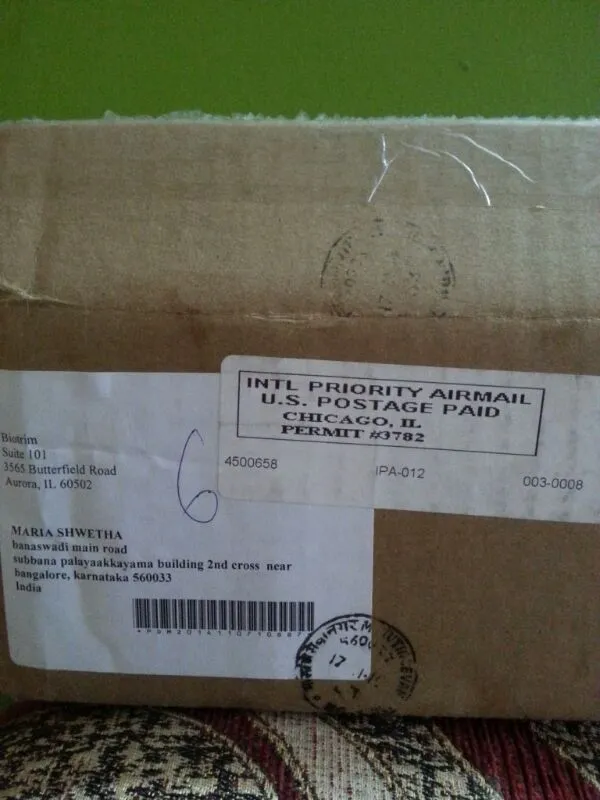 INTL PRIORITY AIRMAIL
U.S. POSTAGE PAID
CHICAGO, IL
PERMIT #3782
4500658 IPA-012 003-0008
Biotrim
Suite 101
3565 Butterfield Road
Aurora, IL 60502
6
MARIA SHWETHA
banaswadi main road
subbana palayaakkayama building 2nd cross near
bangalore, karnataka 560033
India
17